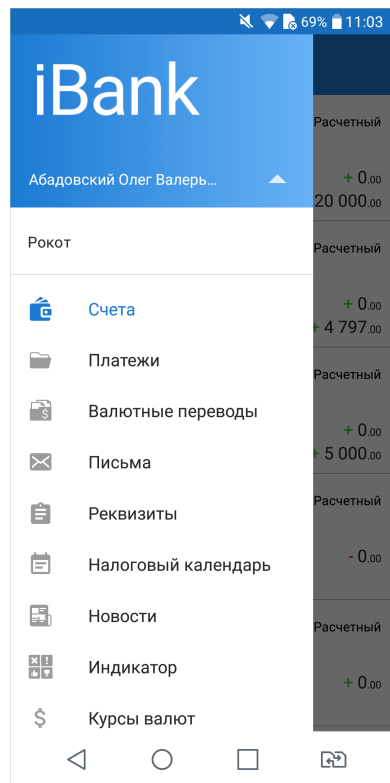 69% 11:03
iBank
Абадовский Олег Валерь...
Рокот
Счета
Платежи
Валютные переводы
Письма
Реквизиты
Налоговый календарь
Новости
Индикатор
Курсы валют
Расчетный
+ 0.00
20 000.00
Расчетный
+ 0.00
+ 4 797.00
Расчетный
+ 0.00
+ 5 000.00
Расчетный
- 0.00
Расчетный
+ 0.00